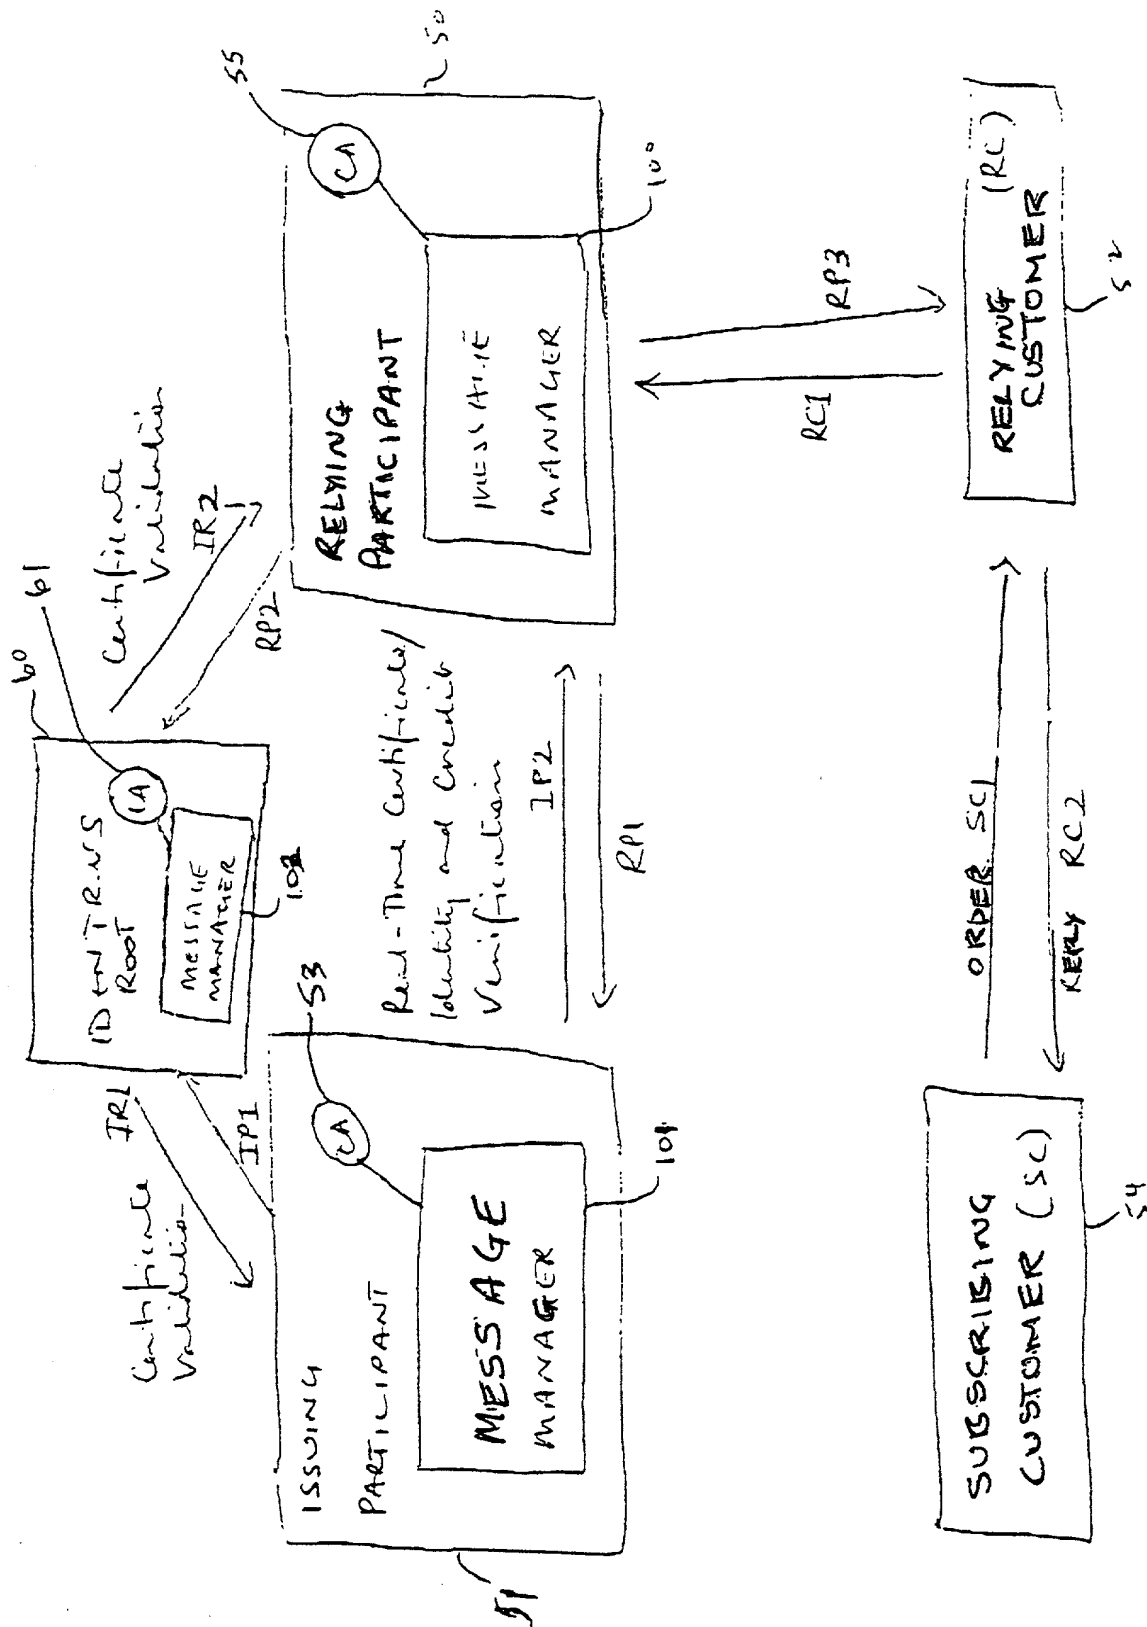 60
61
IDENTRUS
ROOT
IA
MESSAGE
MANAGER
102
Certificate
Validation
IR1
IP1
Certificate
Validation
IR2
RP2
51
ISSUING
PARTICIPANT
CA
53
MESSAGE
MANAGER
101
Real-Time Certificate/
Identity and Credit
Verification
IP2
RP1
RELYING
PARTICIPANT
CA
55
50
MESSAGE
MANAGER
100
RC1
RP3
SUBSCRIBING
CUSTOMER (SC)
54
ORDER SC1
REPLY RC2
RELYING (RC)
CUSTOMER
52